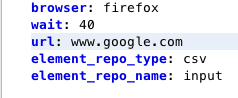 browser: firefox
wait: 40
url: www.google.com
element_repo_type: csv
element_repo_name: input